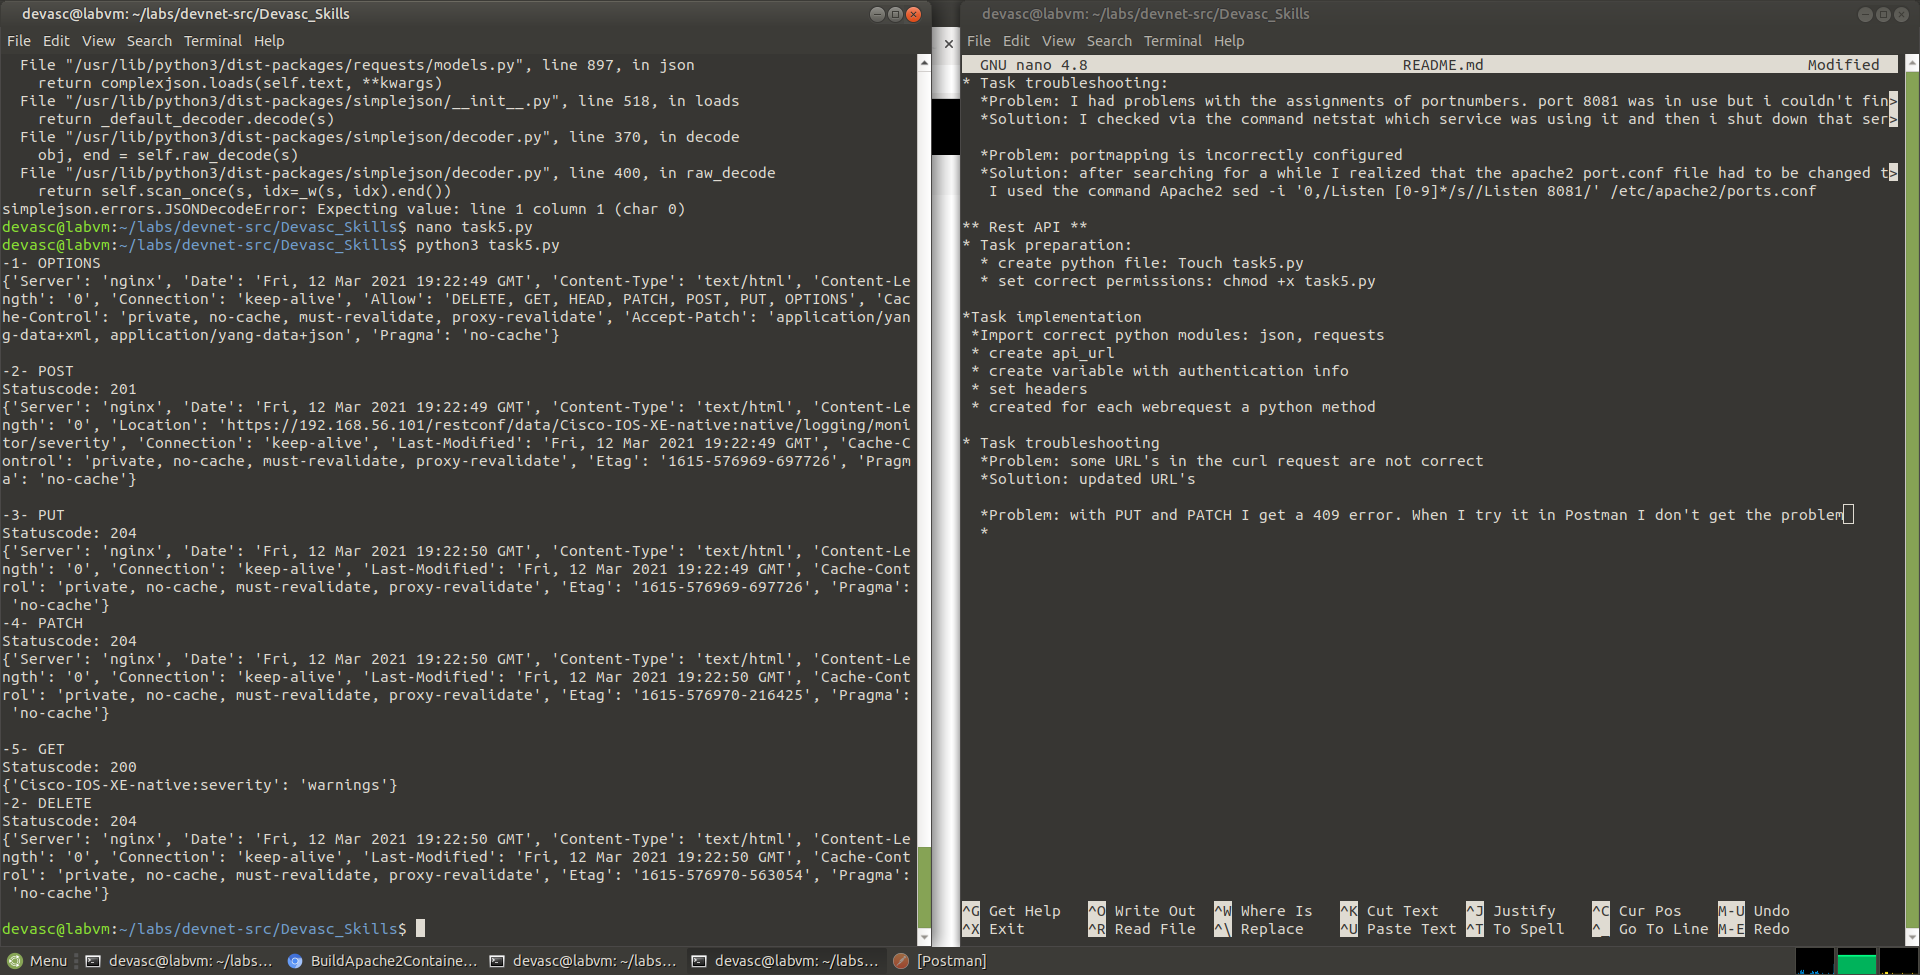 devasc@labvm: ~/labs/devnet-src/Devasc_Skills
File Edit View Search Terminal Help
  File "/usr/lib/python3/dist-packages/requests/models.py", line 897, in json
    return complexjson.loads(self.text, **kwargs)
  File "/usr/lib/python3/dist-packages/simplejson/__init__.py", line 518, in loads
    return _default_decoder.decode(s)
  File "/usr/lib/python3/dist-packages/simplejson/decoder.py", line 370, in decode
    obj, end = self.raw_decode(s)
  File "/usr/lib/python3/dist-packages/simplejson/decoder.py", line 400, in raw_decode
    return self.scan_once(s, idx=_w(s, idx).end())
simplejson.errors.JSONDecodeError: Expecting value: line 1 column 1 (char 0)
devasc@labvm:~/labs/devnet-src/Devasc_Skills$ nano task5.py
devasc@labvm:~/labs/devnet-src/Devasc_Skills$ python3 task5.py
-1- OPTIONS
{'Server': 'nginx', 'Date': 'Fri, 12 Mar 2021 19:22:49 GMT', 'Content-Type': 'text/html', 'Content-Le
ngth': '0', 'Connection': 'keep-alive', 'Allow': 'DELETE, GET, HEAD, PATCH, POST, PUT, OPTIONS', 'Cac
he-Control': 'private, no-cache, must-revalidate, proxy-revalidate', 'Accept-Patch': 'application/yan
g-data+xml, application/yang-data+json', 'Pragma': 'no-cache'}
-2- POST
Statuscode: 201
{'Server': 'nginx', 'Date': 'Fri, 12 Mar 2021 19:22:49 GMT', 'Content-Type': 'text/html', 'Content-Le
ngth': '0', 'Location': 'https://192.168.56.101/restconf/data/Cisco-IOS-XE-native:native/logging/moni
tor/severity', 'Connection': 'keep-alive', 'Last-Modified': 'Fri, 12 Mar 2021 19:22:49 GMT', 'Cache-C
ontrol': 'private, no-cache, must-revalidate, proxy-revalidate', 'Etag': '1615-576969-697726', 'Pragm
a': 'no-cache'}
-3- PUT
Statuscode: 204
{'Server': 'nginx', 'Date': 'Fri, 12 Mar 2021 19:22:50 GMT', 'Content-Type': 'text/html', 'Content-Le
ngth': '0', 'Connection': 'keep-alive', 'Last-Modified': 'Fri, 12 Mar 2021 19:22:49 GMT', 'Cache-Cont
rol': 'private, no-cache, must-revalidate, proxy-revalidate', 'Etag': '1615-576969-697726', 'Pragma':
 'no-cache'}
-4- PATCH
Statuscode: 204
{'Server': 'nginx', 'Date': 'Fri, 12 Mar 2021 19:22:50 GMT', 'Content-Type': 'text/html', 'Content-Le
ngth': '0', 'Connection': 'keep-alive', 'Last-Modified': 'Fri, 12 Mar 2021 19:22:50 GMT', 'Cache-Cont
rol': 'private, no-cache, must-revalidate, proxy-revalidate', 'Etag': '1615-576970-216425', 'Pragma':
 'no-cache'}
-5- GET
Statuscode: 200
{'Cisco-IOS-XE-native:severity': 'warnings'}
-2- DELETE
Statuscode: 204
{'Server': 'nginx', 'Date': 'Fri, 12 Mar 2021 19:22:50 GMT', 'Content-Type': 'text/html', 'Content-Le
ngth': '0', 'Connection': 'keep-alive', 'Last-Modified': 'Fri, 12 Mar 2021 19:22:50 GMT', 'Cache-Cont
rol': 'private, no-cache, must-revalidate, proxy-revalidate', 'Etag': '1615-576970-563054', 'Pragma':
 'no-cache'}
devasc@labvm:~/labs/devnet-src/Devasc_Skills$
devasc@labvm: ~/labs/devnet-src/Devasc_Skills
File Edit View Search Terminal Help
GNU nano 4.8 README.md Modified
* Task troubleshooting:
  *Problem: I had problems with the assignments of portnumbers. port 8081 was in use but i couldn't fin>
  *Solution: I checked via the command netstat which service was using it and then i shut down that ser>
  *Problem: portmapping is incorrectly configured
  *Solution: after searching for a while I realized that the apache2 port.conf file had to be changed t>
   I used the command Apache2 sed -i '0,/Listen [0-9]*/s//Listen 8081/' /etc/apache2/ports.conf
** Rest API **
* Task preparation:
  * create python file: Touch task5.py
  * set correct permissions: chmod +x task5.py
*Task implementation
 *Import correct python modules: json, requests
 * create api_url
 * create variable with authentication info
 * set headers
 * created for each webrequest a python method
* Task troubleshooting
  *Problem: some URL's in the curl request are not correct
  *Solution: updated URL's
  *Problem: with PUT and PATCH I get a 409 error. When I try it in Postman I don't get the problem
  *
^G Get Help ^O Write Out ^W Where Is ^K Cut Text ^J Justify ^C Cur Pos M-U Undo
^X Exit ^R Read File ^\ Replace ^U Paste Text ^T To Spell ^_ Go To Line M-E Redo
Menu devasc@labvm: ~/labs... BuildApache2Containe... devasc@labvm: ~/labs... devasc@labvm: ~/labs... [Postman]